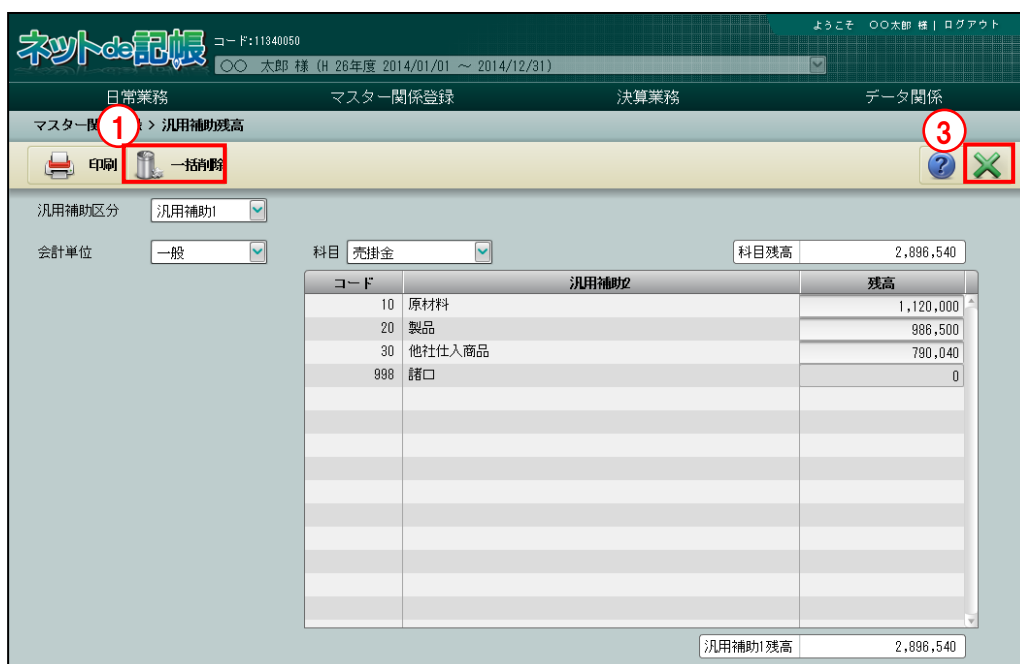 ようこそ 〇〇太郎 様 | ログアウト
ネットde記帳 コード:11340050
〇〇 太郎 様 (H 26年度 2014/01/01 ～ 2014/12/31)
日常業務 マスター関係登録 決算業務 データ関係
マスター関 > 汎用補助残高
① ③
印刷 一括削除 ?
汎用補助区分 汎用補助1
会計単位 一般 科目 売掛金 科目残高 2,896,540
コード 汎用補助2 残高
10 原材料 1,120,000
20 製品 986,500
30 他社仕入商品 790,040
998 諸口 0
汎用補助1残高 2,896,540